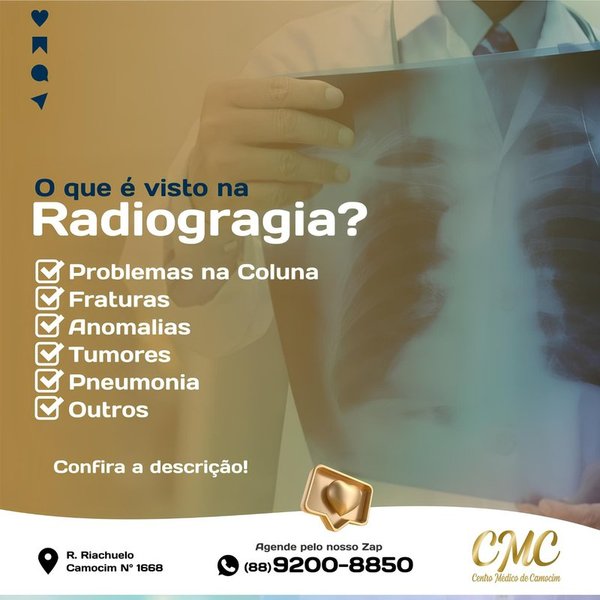 O que é visto na
Radiogragia?
Problemas na Coluna
Fraturas
Anomalias
Tumores
Pneumonia
Outros
Confira a descrição!
R. Riachuelo
Camocim N° 1668
Agende pelo nosso Zap
(88)9200-8850
CMC
Centro Médico de Camocim